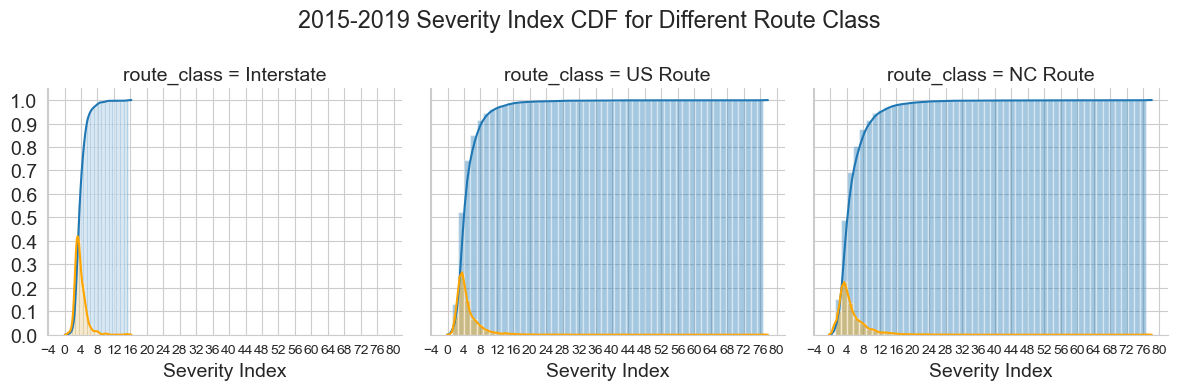 2015-2019 Severity Index CDF for Different Route Class
route_class = Interstate
route_class = US Route
route_class = NC Route
1.0
0.9
0.8
0.7
0.6
0.5
0.4
0.3
0.2
0.1
0.0
−4 0 4 8 12 16 20 24 28 32 36 40 44 48 52 56 60 64 68 72 76 80
−4 0 4 8 12 16 20 24 28 32 36 40 44 48 52 56 60 64 68 72 76 80
−4 0 4 8 12 16 20 24 28 32 36 40 44 48 52 56 60 64 68 72 76 80
Severity Index
Severity Index
Severity Index